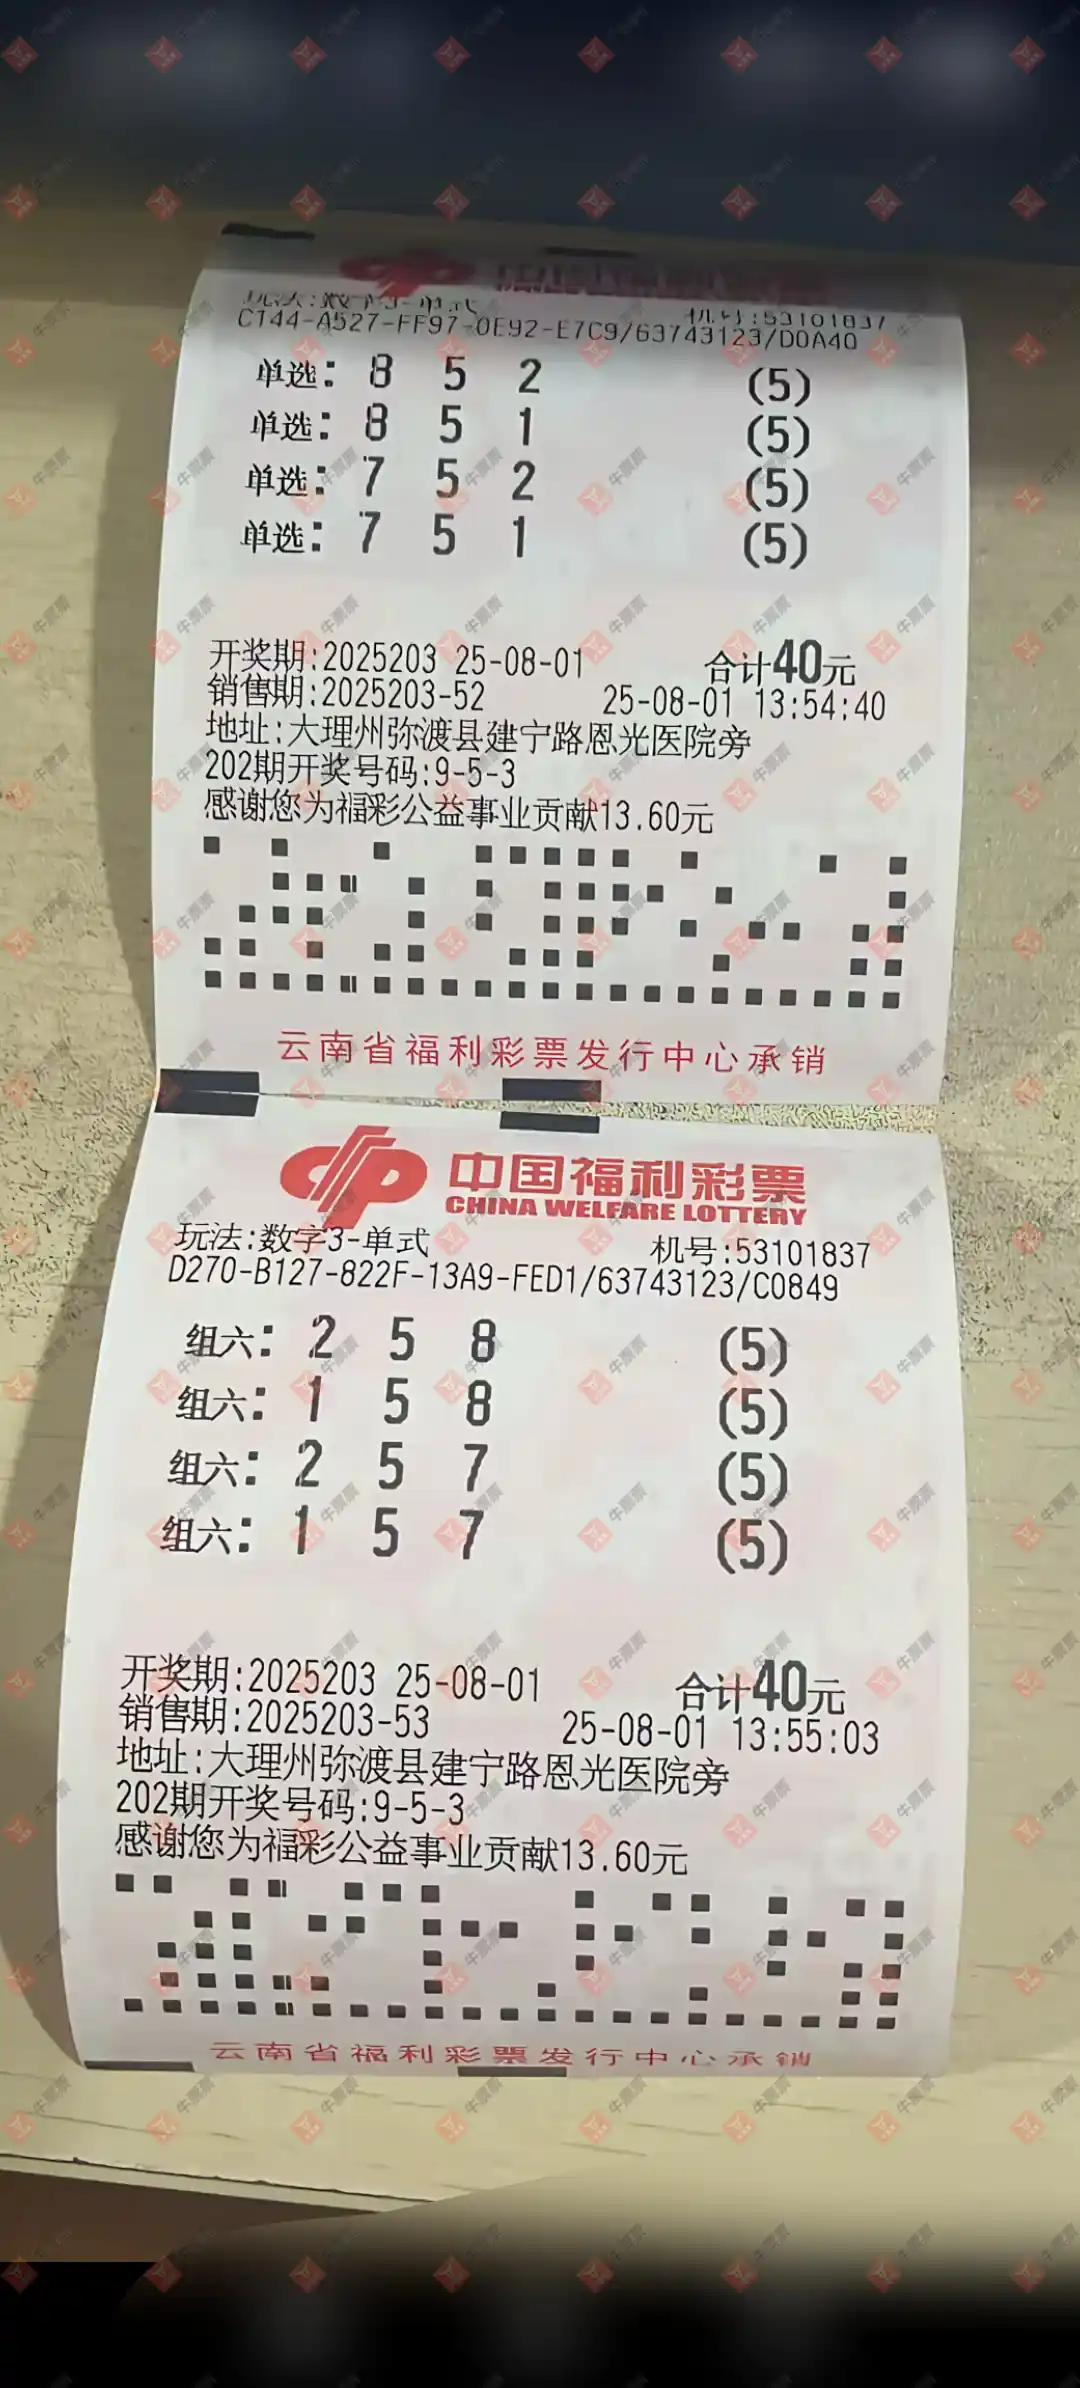 玩法:数字3-单式 机号:53101837
C144-A527-FF97-0E92-E7C9/63743123/D0A40
单选: 8 5 2 (5)
单选: 8 5 1 (5)
单选: 7 5 2 (5)
单选: 7 5 1 (5)
开奖期:2025203 25-08-01 合计40元
销售期:2025203-52 25-08-01 13:54:40
地址:大理州弥渡县建宁路恩光医院旁
202期开奖号码:9-5-3
感谢您为福彩公益事业贡献13.60元
云南省福利彩票发行中心承销
中国福利彩票
CHINA WELFARE LOTTERY
玩法:数字3-单式 机号:53101837
D270-B127-822F-13A9-FED1/63743123/C0849
组六: 2 5 8 (5)
组六: 1 5 8 (5)
组六: 2 5 7 (5)
组六: 1 5 7 (5)
开奖期:2025203 25-08-01 合计40元
销售期:2025203-53 25-08-01 13:55:03
地址:大理州弥渡县建宁路恩光医院旁
202期开奖号码:9-5-3
感谢您为福彩公益事业贡献13.60元
云南省福利彩票发行中心承销
牛票票